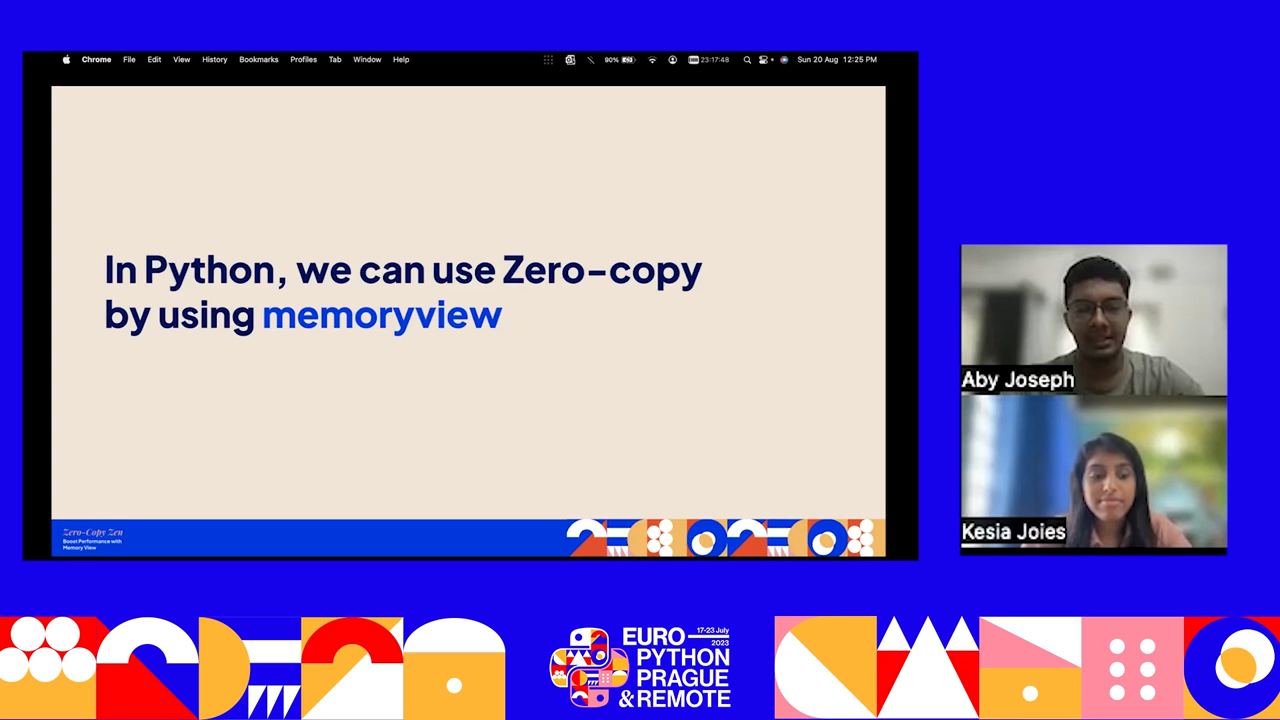 Chrome File Edit View History Bookmarks Profiles Tab Window Help
90% 23:17:48 Sun 20 Aug 12:25 PM
In Python, we can use Zero-copy
by using memoryview
Zero-Copy Zen
Boost Performance with
Memory View
Aby Joseph
Kesia Joies
EURO 17-23 July
2023
PYTHON
PRAGUE
& REMOTE